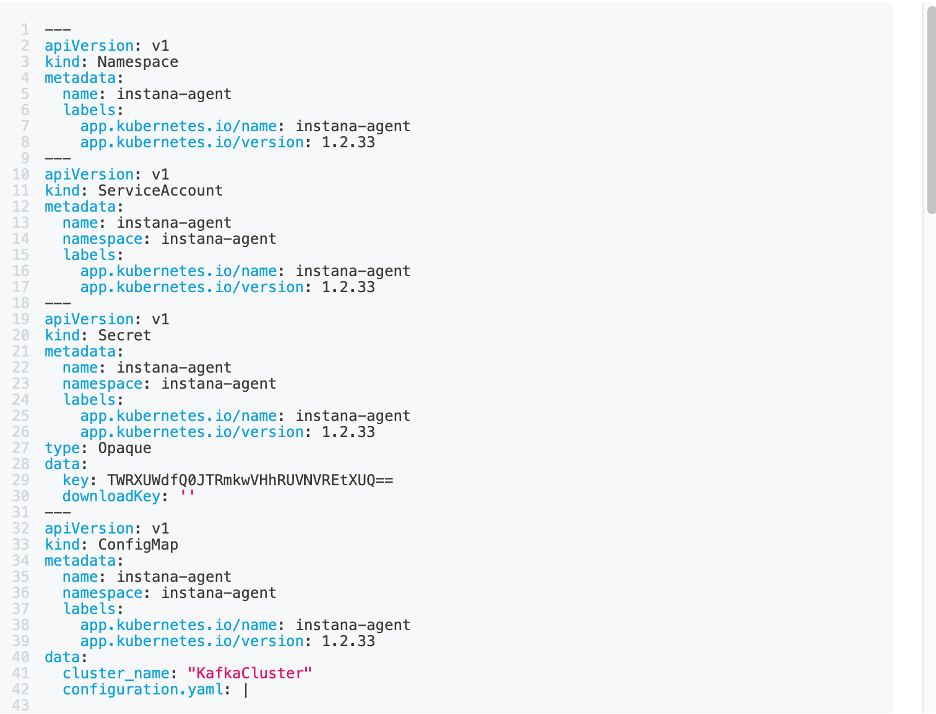 1 ---
2 apiVersion: v1
3 kind: Namespace
4 metadata:
5   name: instana-agent
6   labels:
7     app.kubernetes.io/name: instana-agent
8     app.kubernetes.io/version: 1.2.33
9 ---
10 apiVersion: v1
11 kind: ServiceAccount
12 metadata:
13   name: instana-agent
14   namespace: instana-agent
15   labels:
16     app.kubernetes.io/name: instana-agent
17     app.kubernetes.io/version: 1.2.33
18 ---
19 apiVersion: v1
20 kind: Secret
21 metadata:
22   name: instana-agent
23   namespace: instana-agent
24   labels:
25     app.kubernetes.io/name: instana-agent
26     app.kubernetes.io/version: 1.2.33
27 type: Opaque
28 data:
29   key: TWRXUWdfQ0JTRmkwVHhRUVNVREtXUQ==
30   downloadKey: ''
31 ---
32 apiVersion: v1
33 kind: ConfigMap
34 metadata:
35   name: instana-agent
36   namespace: instana-agent
37   labels:
38     app.kubernetes.io/name: instana-agent
39     app.kubernetes.io/version: 1.2.33
40 data:
41   cluster_name: "KafkaCluster"
42   configuration.yaml: |
43